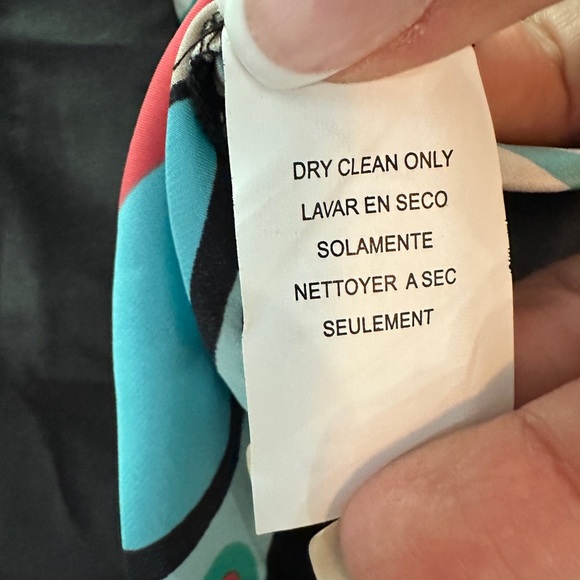 DRY CLEAN ONLY
LAVAR EN SECO
SOLAMENTE
NETTOYER A SEC
SEULEMENT